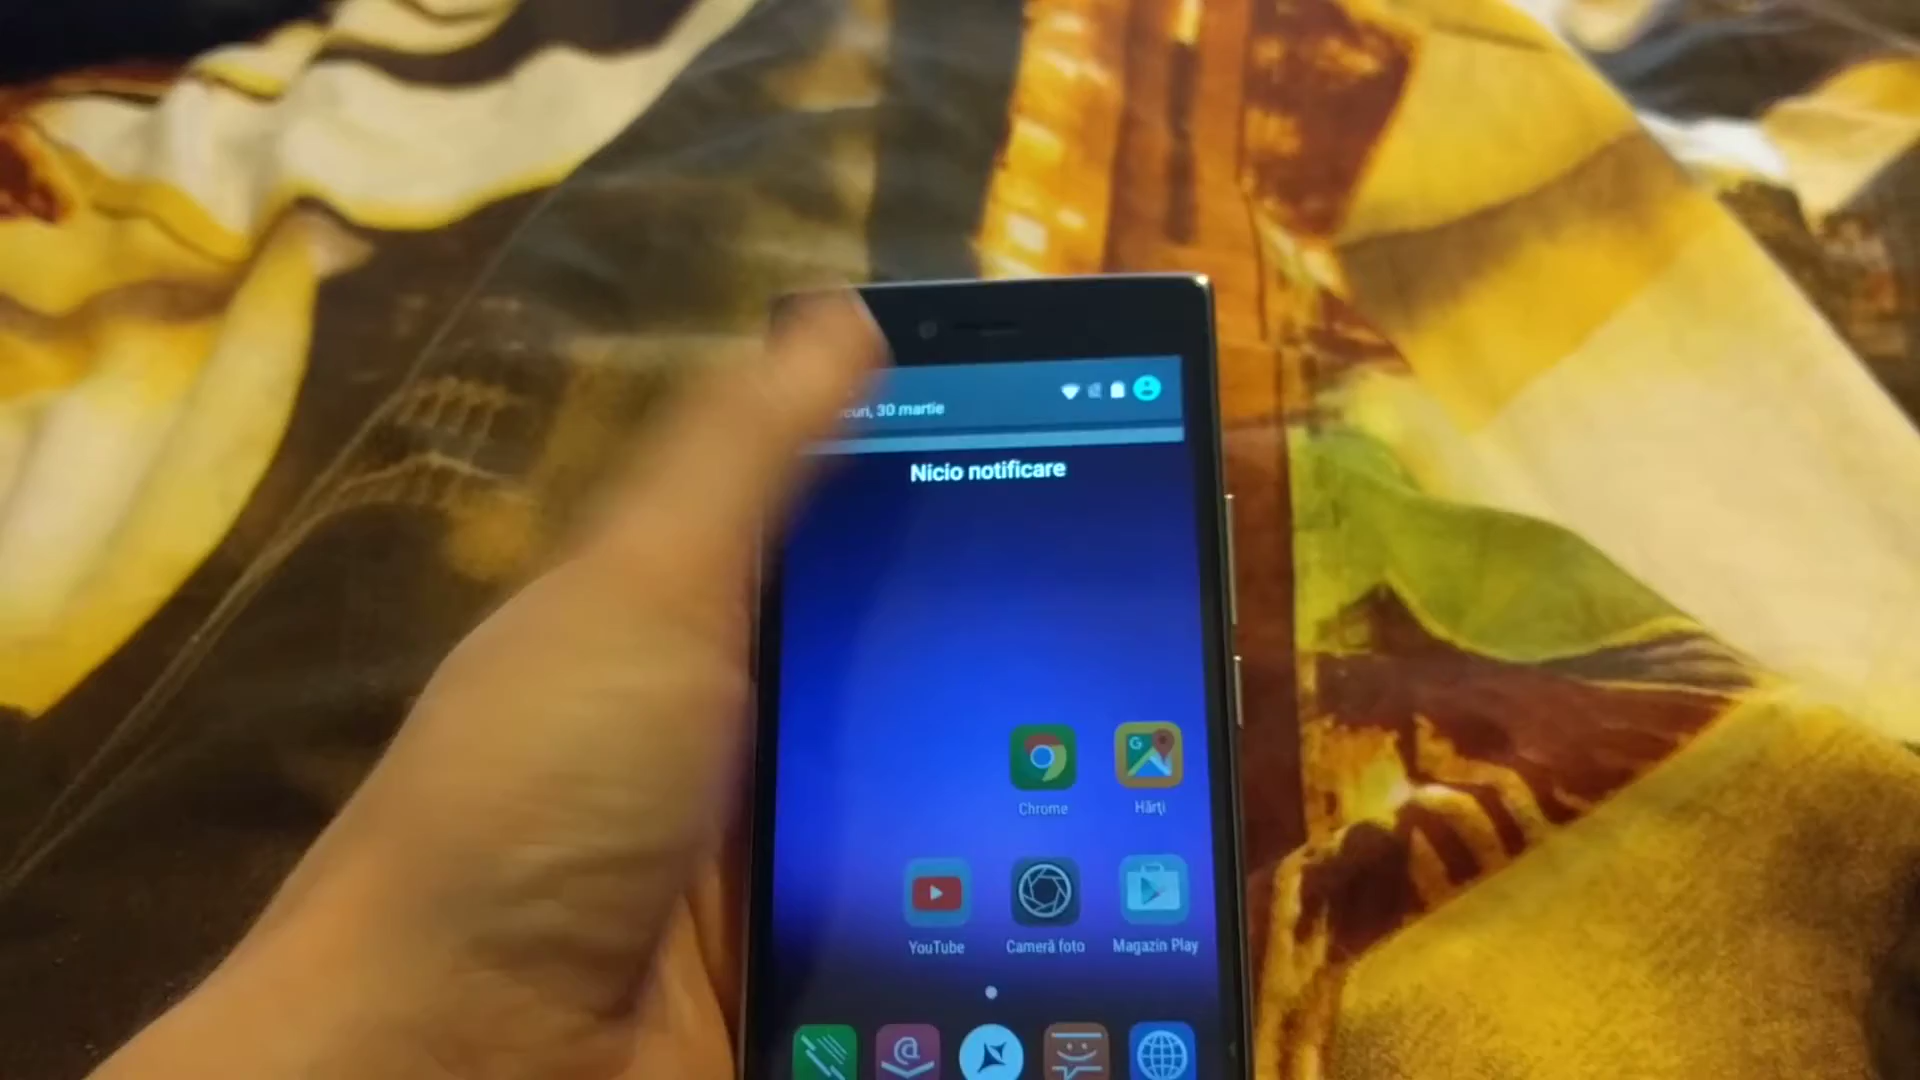 30 martie
Nicio notificare
G
Chrome
Hărți
YouTube
Cameră foto
Magazin Play
@